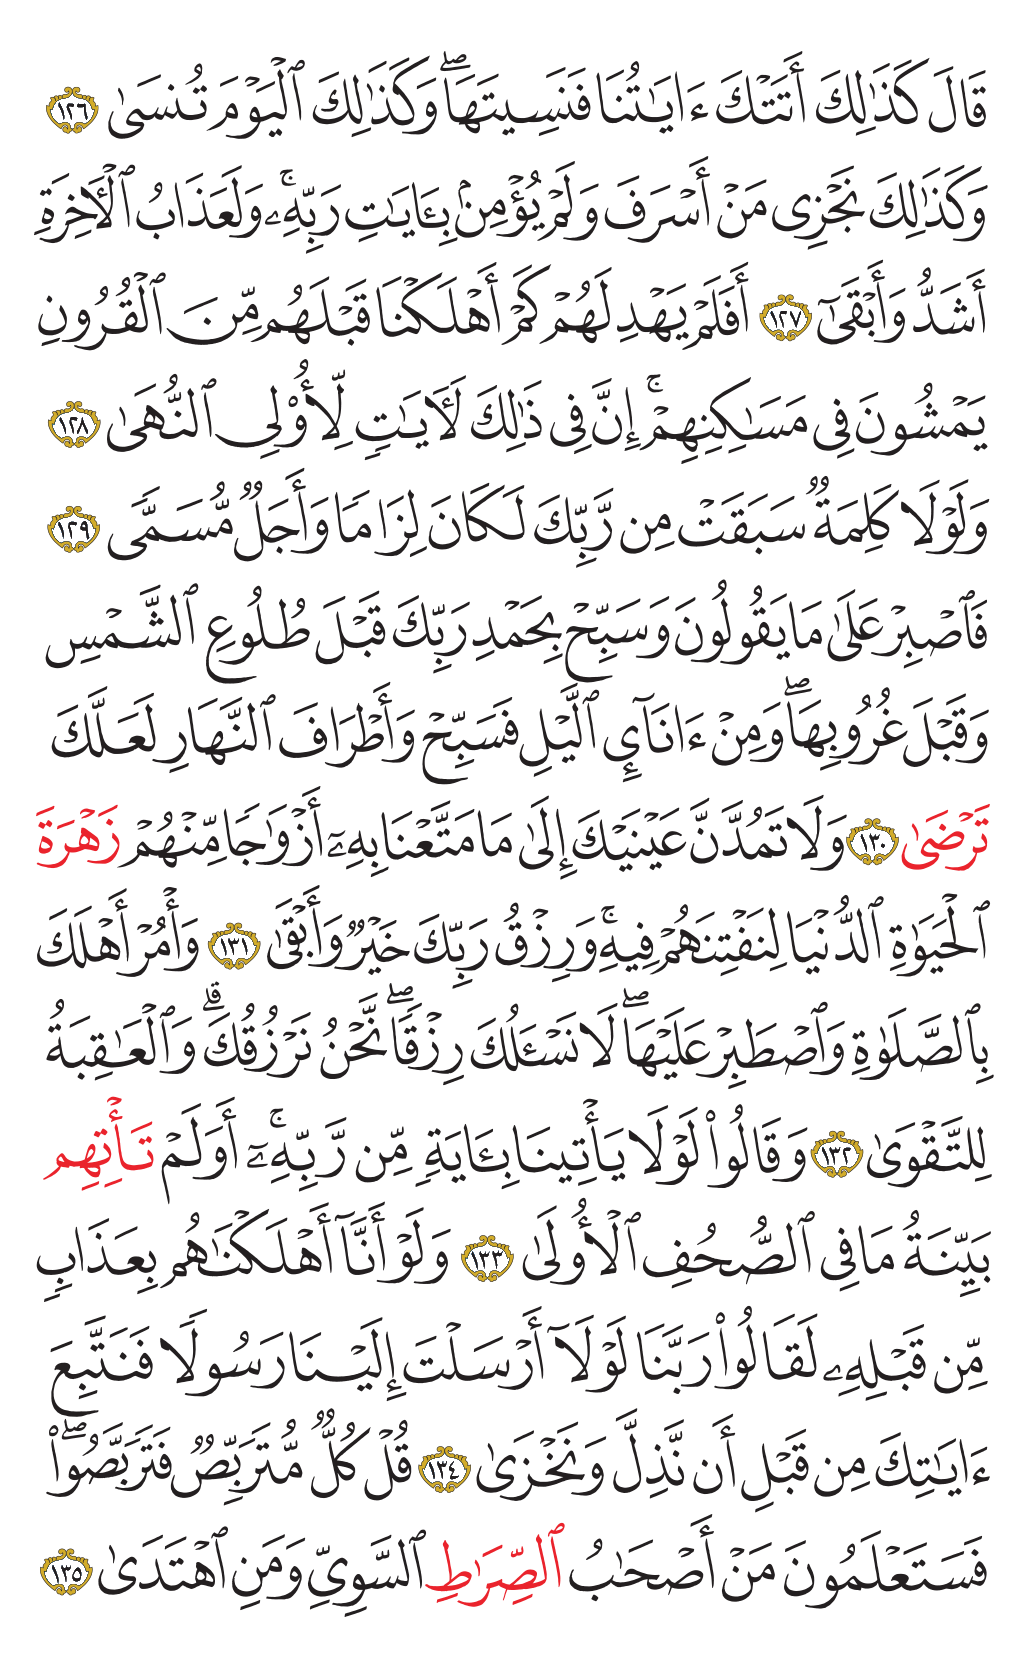 قَالَ كَذَٰلِكَ أَتَتۡكَ ءَايَٰتُنَا فَنَسِيتَهَاۖ وَكَذَٰلِكَ ٱلۡيَوۡمَ تُنسَىٰ ١٢٦
وَكَذَٰلِكَ نَجۡزِي مَنۡ أَسۡرَفَ وَلَمۡ يُؤۡمِنۢ بِـَٔايَٰتِ رَبِّهِۦۚ وَلَعَذَابُ ٱلۡأٓخِرَةِ
أَشَدُّ وَأَبۡقَىٰٓ ١٢٧ أَفَلَمۡ يَهۡدِ لَهُمۡ كَمۡ أَهۡلَكۡنَا قَبۡلَهُم مِّنَ ٱلۡقُرُونِ
يَمۡشُونَ فِي مَسَٰكِنِهِمۡۚ إِنَّ فِي ذَٰلِكَ لَأٓيَٰتٖ لِّأُوْلِي ٱلنُّهَىٰ ١٢٨
وَلَوۡلَا كَلِمَةٞ سَبَقَتۡ مِن رَّبِّكَ لَكَانَ لِزَامٗا وَأَجَلٞ مُّسَمّٗى ١٢٩
فَٱصۡبِرۡ عَلَىٰ مَا يَقُولُونَ وَسَبِّحۡ بِحَمۡدِ رَبِّكَ قَبۡلَ طُلُوعِ ٱلشَّمۡسِ
وَقَبۡلَ غُرُوبِهَاۖ وَمِنۡ ءَانَآيِٕ ٱلَّيۡلِ فَسَبِّحۡ وَأَطۡرَافَ ٱلنَّهَارِ لَعَلَّكَ
تَرۡضَىٰ ١٣٠ وَلَا تَمُدَّنَّ عَيۡنَيۡكَ إِلَىٰ مَا مَتَّعۡنَا بِهِۦٓ أَزۡوَٰجٗا مِّنۡهُمۡ زَهۡرَةَ
ٱلۡحَيَوٰةِ ٱلدُّنۡيَا لِنَفۡتِنَهُمۡ فِيهِۚ وَرِزۡقُ رَبِّكَ خَيۡرٞ وَأَبۡقَىٰ ١٣١ وَأۡمُرۡ أَهۡلَكَ
بِٱلصَّلَوٰةِ وَٱصۡطَبِرۡ عَلَيۡهَاۖ لَا نَسۡـَٔلُكَ رِزۡقٗاۖ نَّحۡنُ نَرۡزُقُكَۗ وَٱلۡعَٰقِبَةُ
لِلتَّقۡوَىٰ ١٣٢ وَقَالُواْ لَوۡلَا يَأۡتِينَا بِـَٔايَةٖ مِّن رَّبِّهِۦٓۚ أَوَلَمۡ تَأۡتِهِم
بَيِّنَةُ مَا فِي ٱلصُّحُفِ ٱلۡأُولَىٰ ١٣٣ وَلَوۡ أَنَّآ أَهۡلَكۡنَٰهُم بِعَذَابٖ
مِّن قَبۡلِهِۦ لَقَالُواْ رَبَّنَا لَوۡلَآ أَرۡسَلۡتَ إِلَيۡنَا رَسُولٗا فَنَتَّبِعَ
ءَايَٰتِكَ مِن قَبۡلِ أَن نَّذِلَّ وَنَخۡزَىٰ ١٣٤ قُلۡ كُلّٞ مُّتَرَبِّصٞ فَتَرَبَّصُواْۖ
فَسَتَعۡلَمُونَ مَنۡ أَصۡحَٰبُ ٱلصِّرَٰطِ ٱلسَّوِيِّ وَمَنِ ٱهۡتَدَىٰ ١٣٥